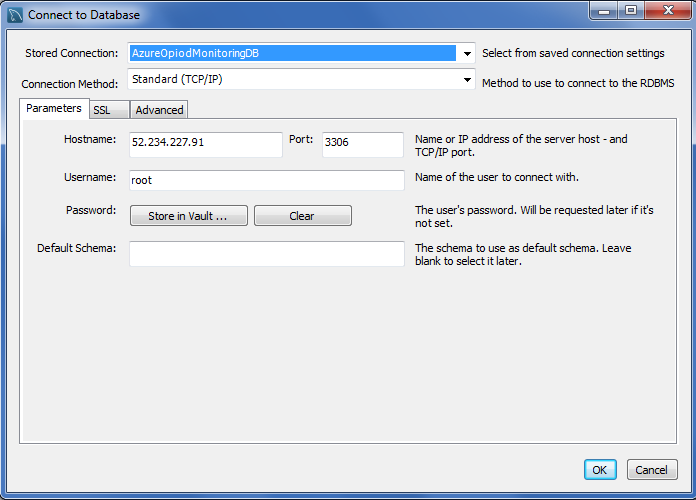 Connect to Database
Stored Connection: AzureOpiodMonitoringDB Select from saved connection settings
Connection Method: Standard (TCP/IP) Method to use to connect to the RDBMS
Parameters SSL Advanced
Hostname: 52.234.227.91 Port: 3306 Name or IP address of the server host - and
TCP/IP port.
Username: root Name of the user to connect with.
Password: Store in Vault ... Clear The user's password. Will be requested later if it's
not set.
Default Schema: The schema to use as default schema. Leave
blank to select it later.
OK Cancel